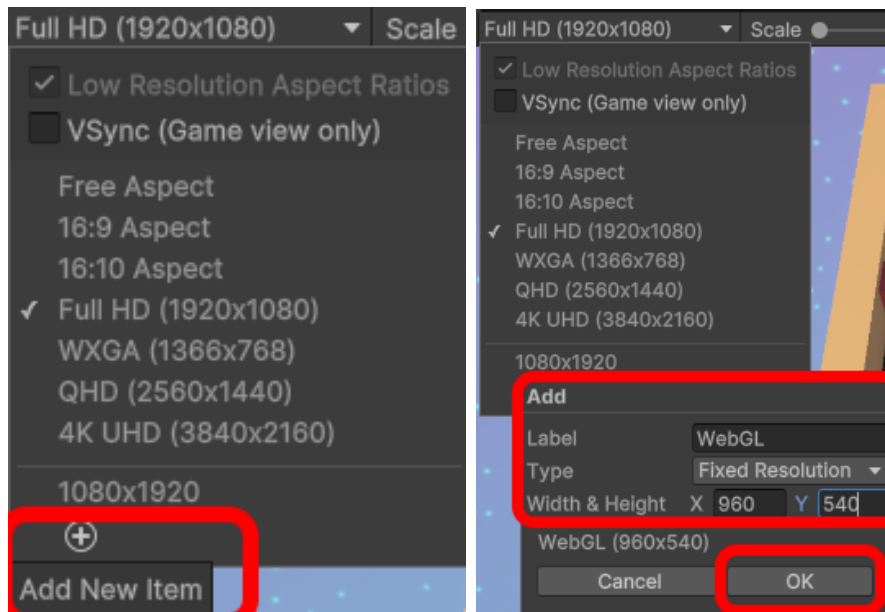 Full HD (1920x1080) Scale
Low Resolution Aspect Ratios
VSync (Game view only)
Free Aspect
16:9 Aspect
16:10 Aspect
Full HD (1920x1080)
WXGA (1366x768)
QHD (2560x1440)
4K UHD (3840x2160)
1080x1920
Add New Item
Full HD (1920x1080) Scale
Low Resolution Aspect Ratios
VSync (Game view only)
Free Aspect
16:9 Aspect
16:10 Aspect
Full HD (1920x1080)
WXGA (1366x768)
QHD (2560x1440)
4K UHD (3840x2160)
1080x1920
Add
Label WebGL
Type Fixed Resolution
Width & Height X 960 Y 540
WebGL (960x540)
Cancel OK